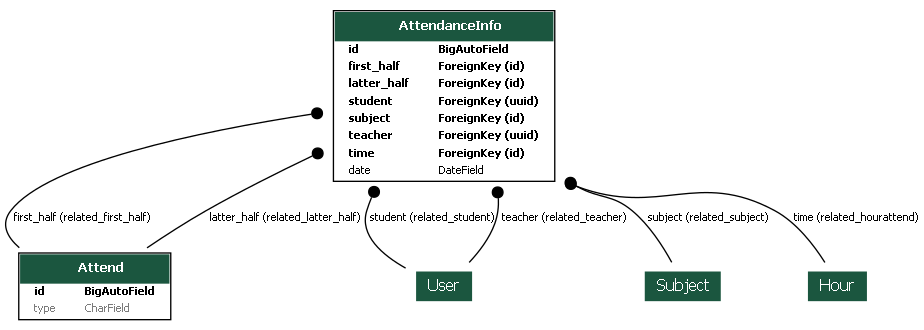 AttendanceInfo
id BigAutoField
first_half ForeignKey (id)
latter_half ForeignKey (id)
student ForeignKey (uuid)
subject ForeignKey (id)
teacher ForeignKey (uuid)
time ForeignKey (id)
date DateField
first_half (related_first_half)
latter_half (related_latter_half)
student (related_student)
teacher (related_teacher)
subject (related_subject)
time (related_hourattend)
Attend
id BigAutoField
type CharField
User
Subject
Hour